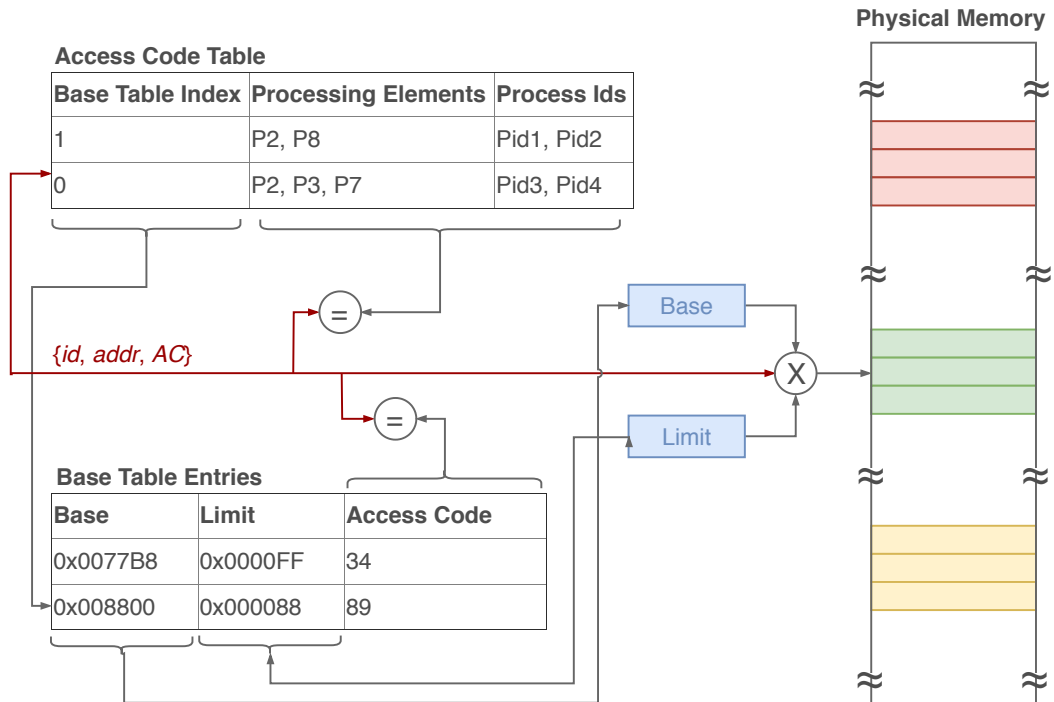 Physical Memory
Access Code Table
Base Table Index Processing Elements Process Ids
1 P2, P8 Pid1, Pid2
0 P2, P3, P7 Pid3, Pid4
=
Base
{id, addr, AC}
X
=
Limit
Base Table Entries
Base Limit Access Code
0x0077B8 0x0000FF 34
0x008800 0x000088 89